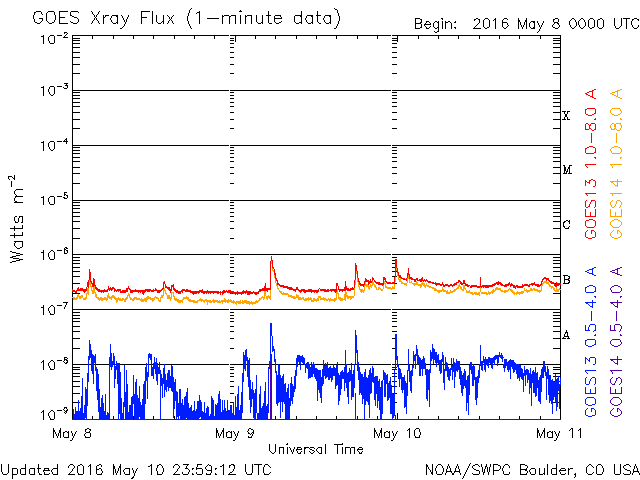 GOES Xray Flux (1-minute data)
Begin: 2016 May 8 0000 UTC
10⁻²
10⁻³
10⁻⁴
10⁻⁵
10⁻⁶
10⁻⁷
10⁻⁸
10⁻⁹
Watts m⁻²
X
M
C
B
A
GOES13 1.0-8.0 A
GOES14 1.0-8.0 A
GOES13 0.5-4.0 A
GOES14 0.5-4.0 A
May 8
May 9
May 10
May 11
Universal Time
Updated 2016 May 10 23:59:12 UTC
NOAA/SWPC Boulder, CO USA